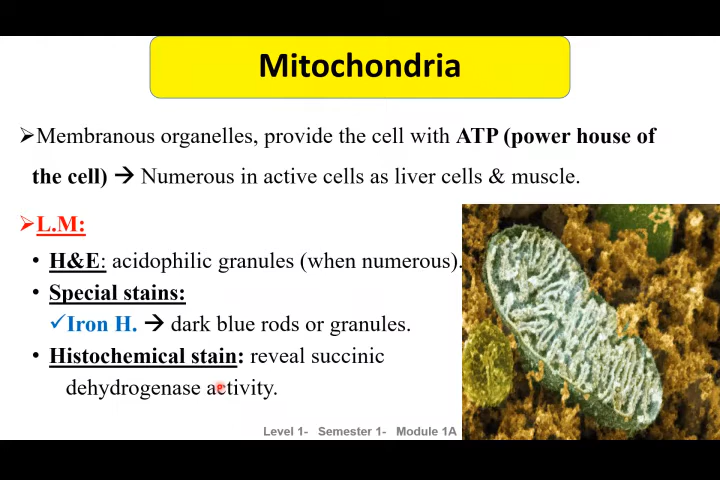 Mitochondria
➢Membranous organelles, provide the cell with ATP (power house of
the cell) → Numerous in active cells as liver cells & muscle.
➢L.M:
• H&E: acidophilic granules (when numerous).
• Special stains:
✓Iron H. → dark blue rods or granules.
• Histochemical stain: reveal succinic
dehydrogenase activity.
Level 1- Semester 1- Module 1A